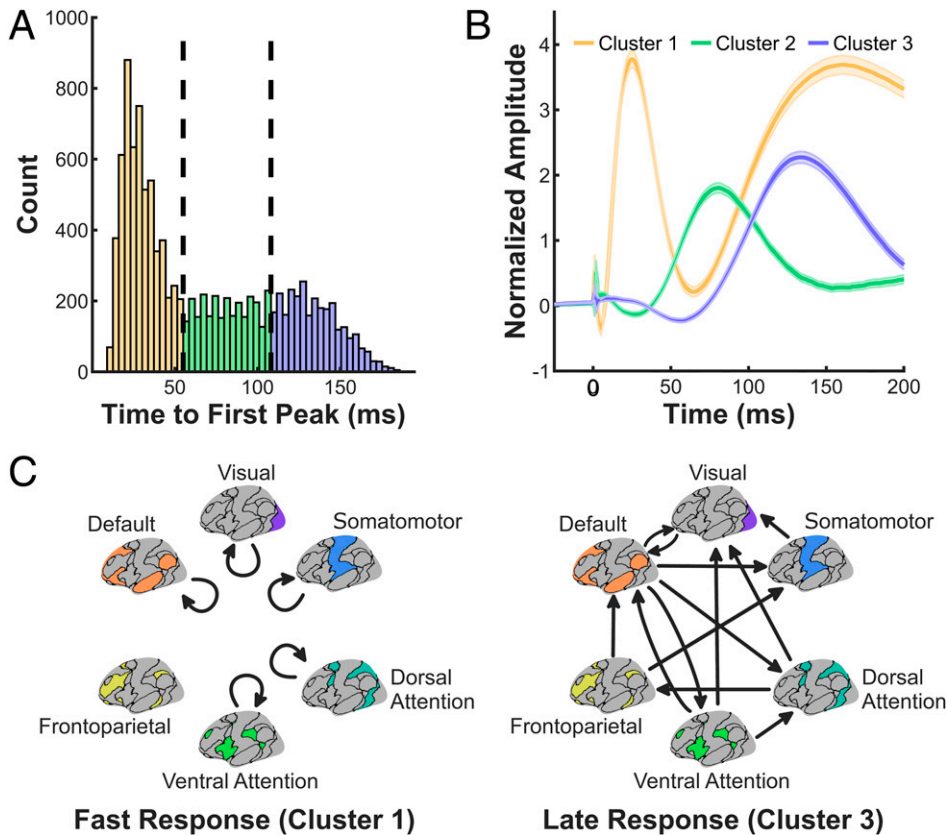 A
1000
800
600
400
200
0
Count
50
100
150
Time to First Peak (ms)
B
Cluster 1 Cluster 2 Cluster 3
4
3
2
1
0
-1
Normalized Amplitude
0
0
50
100
150
200
Time (ms)
C
Visual
Default
Somatomotor
Frontoparietal
Dorsal
Attention
Ventral Attention
Fast Response (Cluster 1)
Visual
Default
Somatomotor
Frontoparietal
Dorsal
Attention
Ventral Attention
Late Response (Cluster 3)